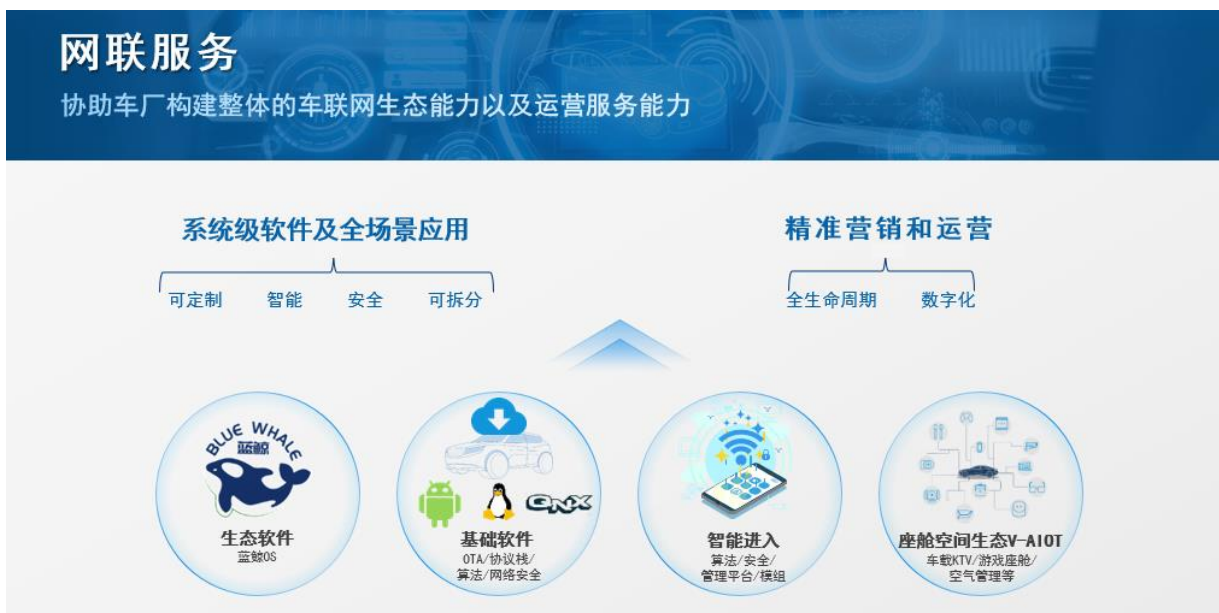 网联服务
协助车厂构建整体的车联网生态能力以及运营服务能力
系统级软件及全场景应用
可定制 智能 安全 可拆分
精准营销和运营
全生命周期 数字化
BLUE WHALE
蓝鲸
生态软件
蓝鲸OS
QNX
基础软件
OTA/协议栈/
算法/网络安全
智能进入
算法/安全/
管理平台/模组
座舱空间生态V-AIOT
车载KTV/游戏座舱/
空气管理等